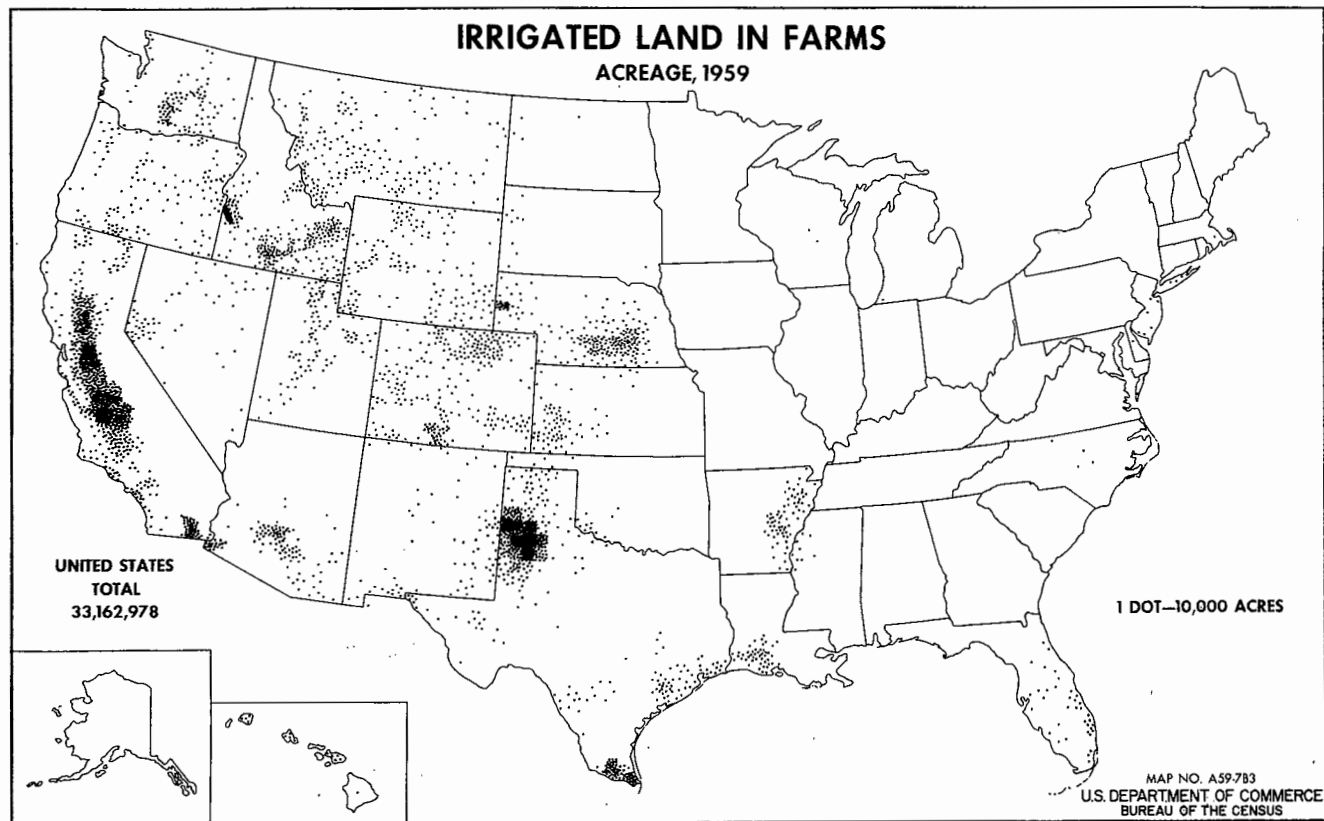 IRRIGATED LAND IN FARMS
ACREAGE, 1959
UNITED STATES
TOTAL
33,162,978
1 DOT—10,000 ACRES
MAP NO. A59-7B3
U.S. DEPARTMENT OF COMMERCE
BUREAU OF THE CENSUS